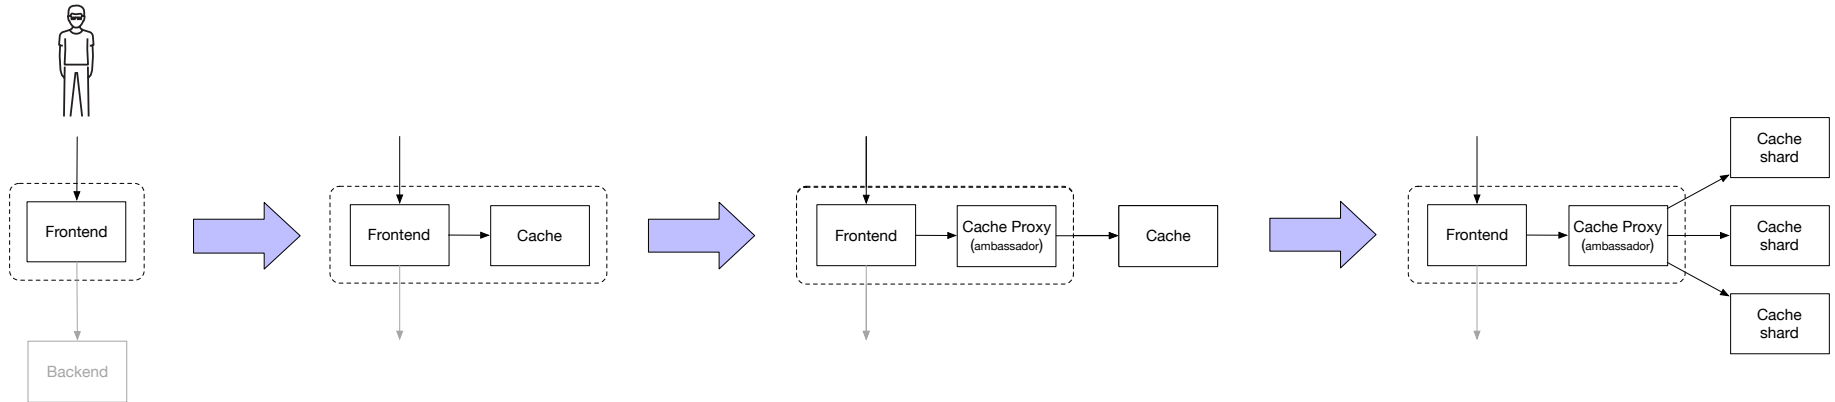 Frontend
Backend
Frontend
Cache
Frontend
Cache Proxy
(ambassador)
Cache
Frontend
Cache Proxy
(ambassador)
Cache
shard
Cache
shard
Cache
shard